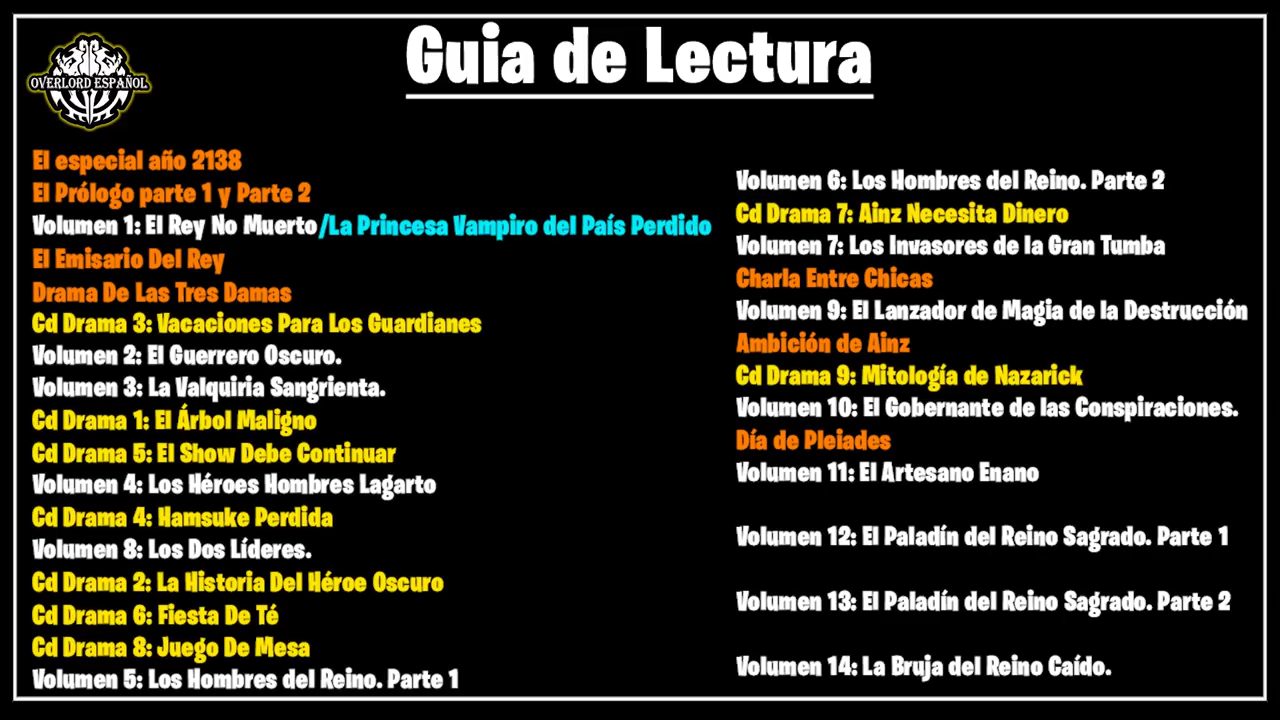 Guia de Lectura
OVERLORD ESPAÑOL
El especial año 2138
El Prólogo parte 1 y Parte 2
Volumen 1: El Rey No Muerto/La Princesa Vampiro del País Perdido
El Emisario Del Rey
Drama De Las Tres Damas
Cd Drama 3: Vacaciones Para Los Guardianes
Volumen 2: El Guerrero Oscuro.
Volumen 3: La Valquiria Sangrienta.
Cd Drama 1: El Árbol Maligno
Cd Drama 5: El Show Debe Continuar
Volumen 4: Los Héroes Hombres Lagarto
Cd Drama 4: Hamsuke Perdida
Volumen 8: Los Dos Líderes.
Cd Drama 2: La Historia Del Héroe Oscuro
Cd Drama 6: Fiesta De Té
Cd Drama 8: Juego De Mesa
Volumen 5: Los Hombres del Reino. Parte 1
Volumen 6: Los Hombres del Reino. Parte 2
Cd Drama 7: Ainz Necesita Dinero
Volumen 7: Los Invasores de la Gran Tumba
Charla Entre Chicas
Volumen 9: El Lanzador de Magia de la Destrucción
Ambición de Ainz
Cd Drama 9: Mitología de Nazarick
Volumen 10: El Gobernante de las Conspiraciones.
Día de Pleiades
Volumen 11: El Artesano Enano
Volumen 12: El Paladín del Reino Sagrado. Parte 1
Volumen 13: El Paladín del Reino Sagrado. Parte 2
Volumen 14: La Bruja del Reino Caído.